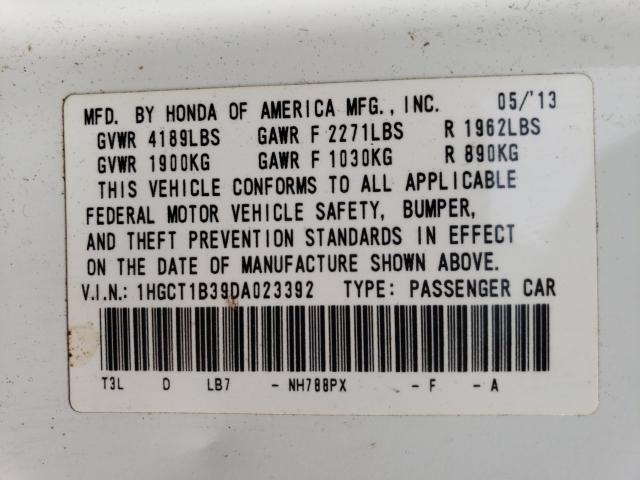 MFD. BY HONDA OF AMERICA MFG., INC. 05/'13
GVWR 4189LBS GAWR F 2271LBS R 1962LBS
GVWR 1900KG GAWR F 1030KG R 890KG
THIS VEHICLE CONFORMS TO ALL APPLICABLE
FEDERAL MOTOR VEHICLE SAFETY, BUMPER,
AND THEFT PREVENTION STANDARDS IN EFFECT
ON THE DATE OF MANUFACTURE SHOWN ABOVE.
V.I.N.: 1HGCT1B39DA023392 TYPE: PASSENGER CAR
T3L D LB7 - NH788PX - F - A